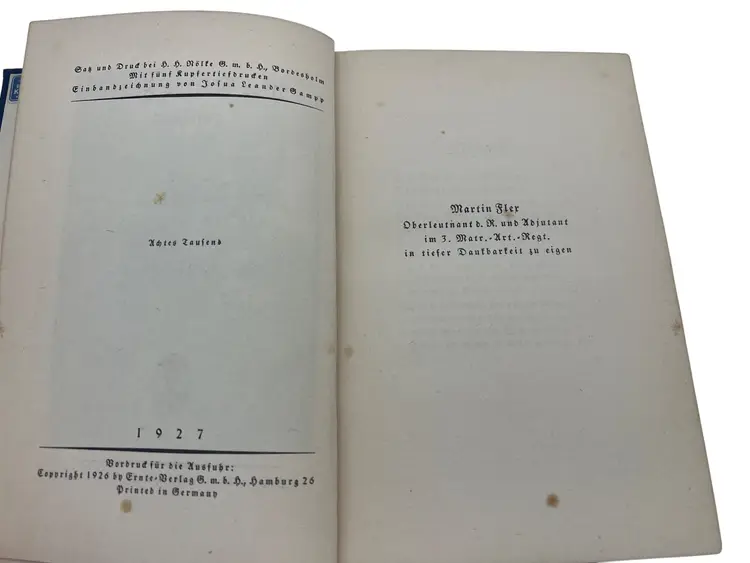 Satz und Druck bei H. H. Nölke G. m. b. H., Bordesholm
Mit fünf Kupfertiefdrucken
Einbandzeichnung von Josua Leander Gampp
Achtes Tausend
1927
Vordruck für die Ausfuhr:
Copyright 1926 by Ernte-Verlag G. m. b. H., Hamburg 26
Printed in Germany
Martin Fler
Oberleutnant d. R. und Adjutant
im 3. Matr.-Art.-Regt.
in tiefer Dankbarkeit zu eigen